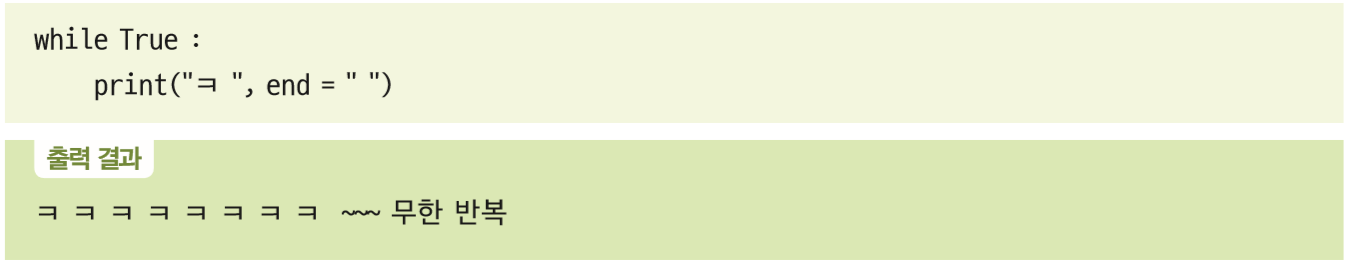 while True :
print("ㅋ ", end = " ")
출력 결과
ㅋ ㅋ ㅋ ㅋ ㅋ ㅋ ㅋ ㅋ ~~~ 무한 반복